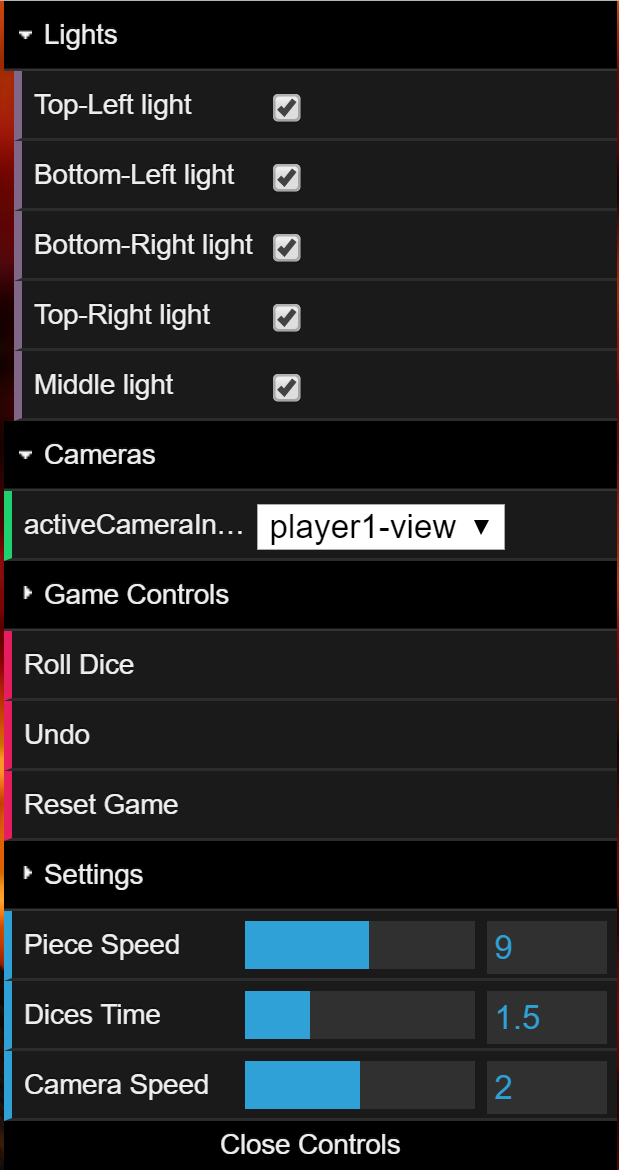 Lights
Top-Left light
Bottom-Left light
Bottom-Right light
Top-Right light
Middle light
Cameras
activeCameraIn… player1-view
Game Controls
Roll Dice
Undo
Reset Game
Settings
Piece Speed 9
Dices Time 1.5
Camera Speed 2
Close Controls